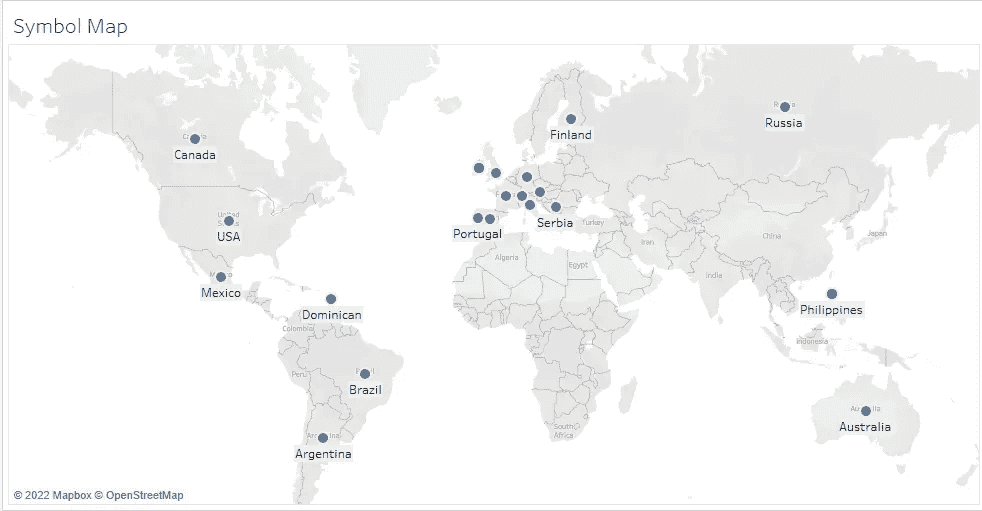 Symbol Map
Finland
Russia
Canada
United
USA
Portugal
Serbia
Turkey
Iran
China
Japan
Algeria
Egypt
India
Mexico
Dominican
Philippines
Colombia
Indonesia
Peru
Brazil
Australia
South
Africa
Argentina
© 2022 Mapbox © OpenStreetMap